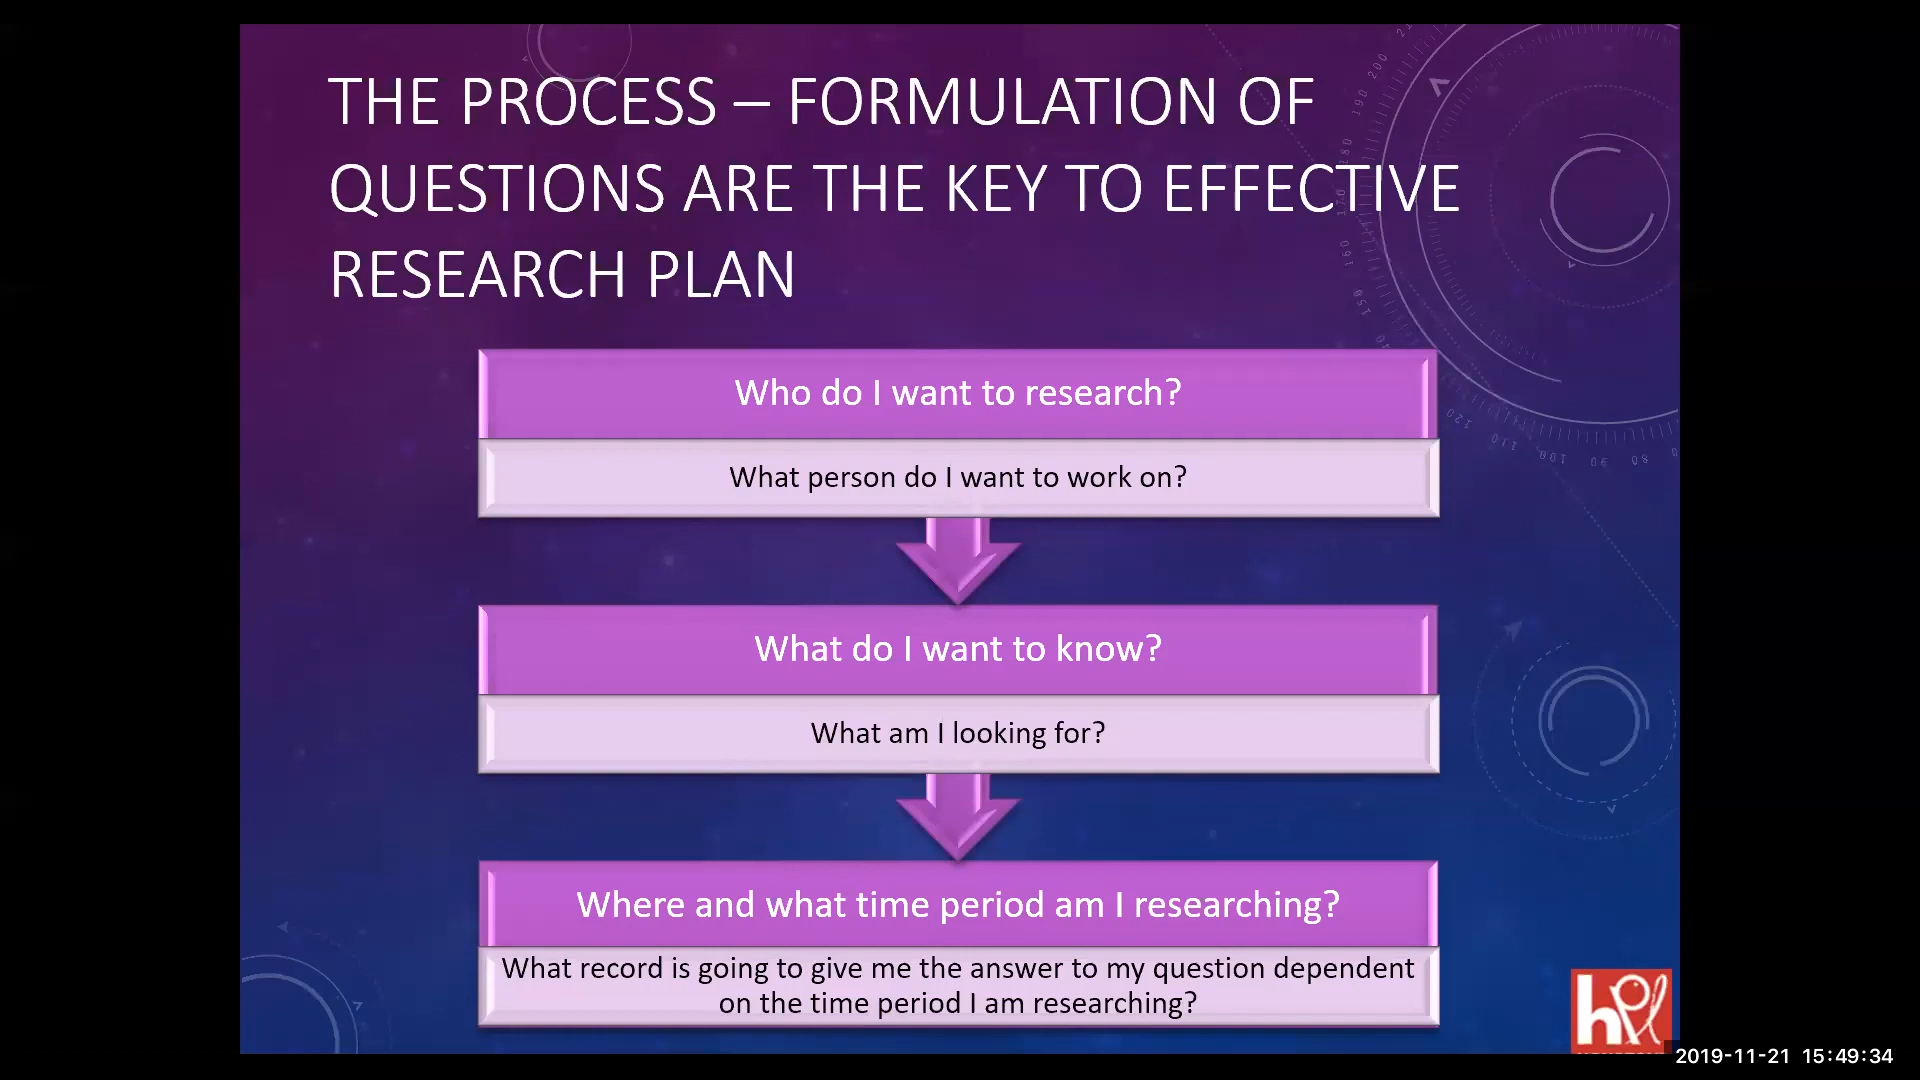 THE PROCESS – FORMULATION OF
QUESTIONS ARE THE KEY TO EFFECTIVE
RESEARCH PLAN
Who do I want to research?
What person do I want to work on?
What do I want to know?
What am I looking for?
Where and what time period am I researching?
What record is going to give me the answer to my question dependent
on the time period I am researching?
hpl
2019-11-21 15:49:34